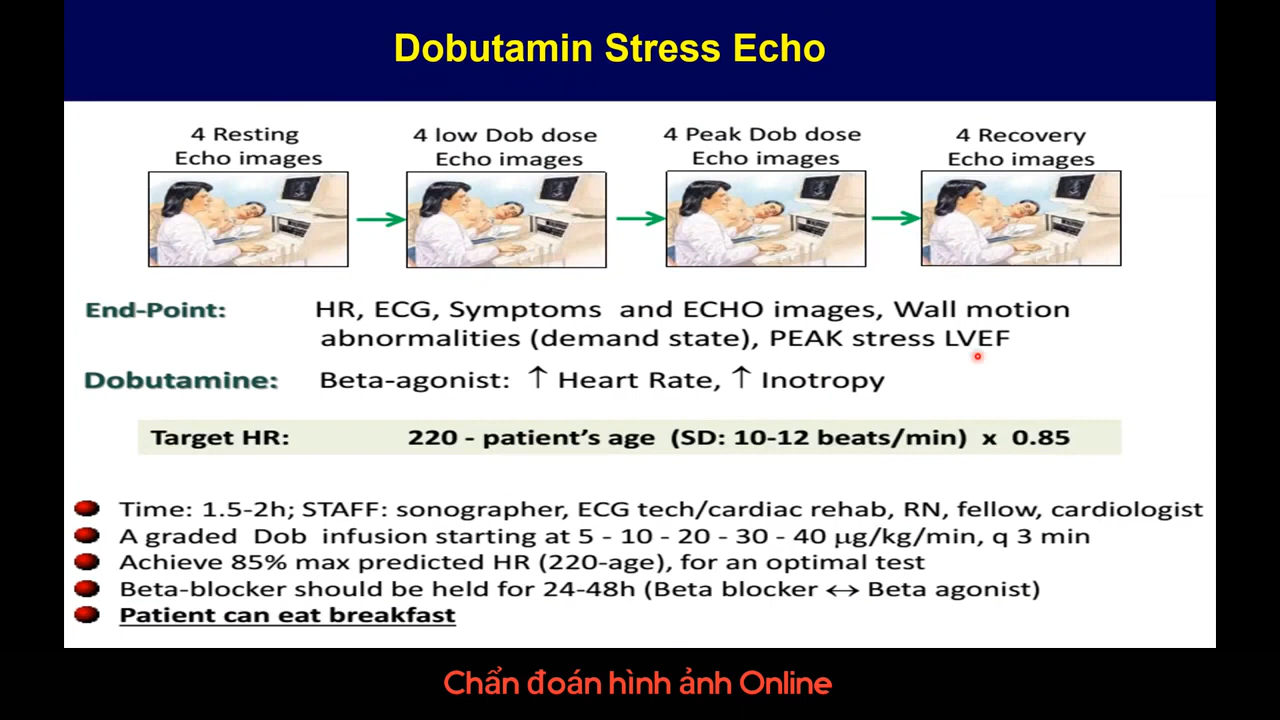 Dobutamin Stress Echo
4 Resting
Echo images
4 low Dob dose
Echo images
4 Peak Dob dose
Echo images
4 Recovery
Echo images
End-Point: HR, ECG, Symptoms and ECHO images, Wall motion
abnormalities (demand state), PEAK stress LVEF
Dobutamine: Beta-agonist: ↑ Heart Rate, ↑ Inotropy
Target HR: 220 - patient's age (SD: 10-12 beats/min) x 0.85
Time: 1.5-2h; STAFF: sonographer, ECG tech/cardiac rehab, RN, fellow, cardiologist
A graded Dob infusion starting at 5 - 10 - 20 - 30 - 40 µg/kg/min, q 3 min
Achieve 85% max predicted HR (220-age), for an optimal test
Beta-blocker should be held for 24-48h (Beta blocker ↔ Beta agonist)
Patient can eat breakfast
Chẩn đoán hình ảnh Online